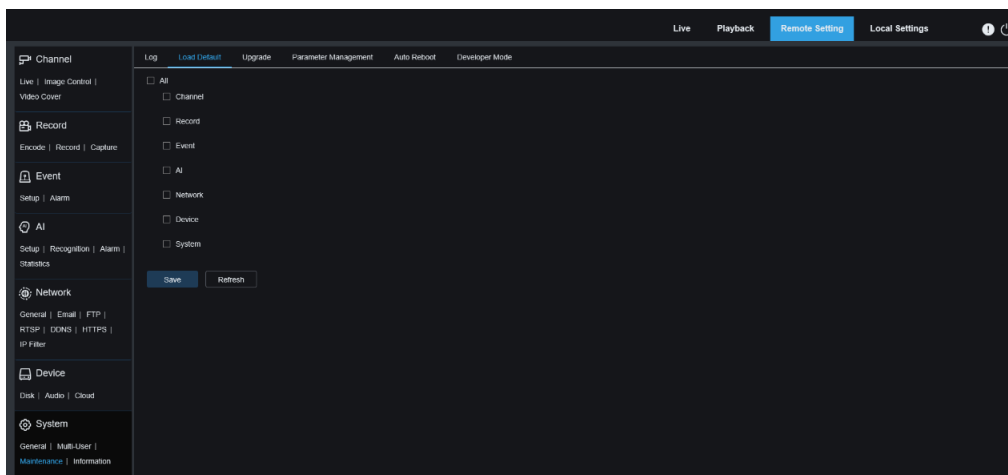 Live Playback Remote Setting Local Settings
Channel
Live | Image Control |
Video Cover
Record
Encode | Record | Capture
Event
Setup | Alarm
AI
Setup | Recognition | Alarm |
Statistics
Network
General | Email | FTP |
RTSP | DDNS | HTTPS |
IP Filter
Device
Disk | Audio | Cloud
System
General | Multi-User |
Maintenance | Information
Log Load Default Upgrade Parameter Management Auto Reboot Developer Mode
All
Channel
Record
Event
AI
Network
Device
System
Save Refresh